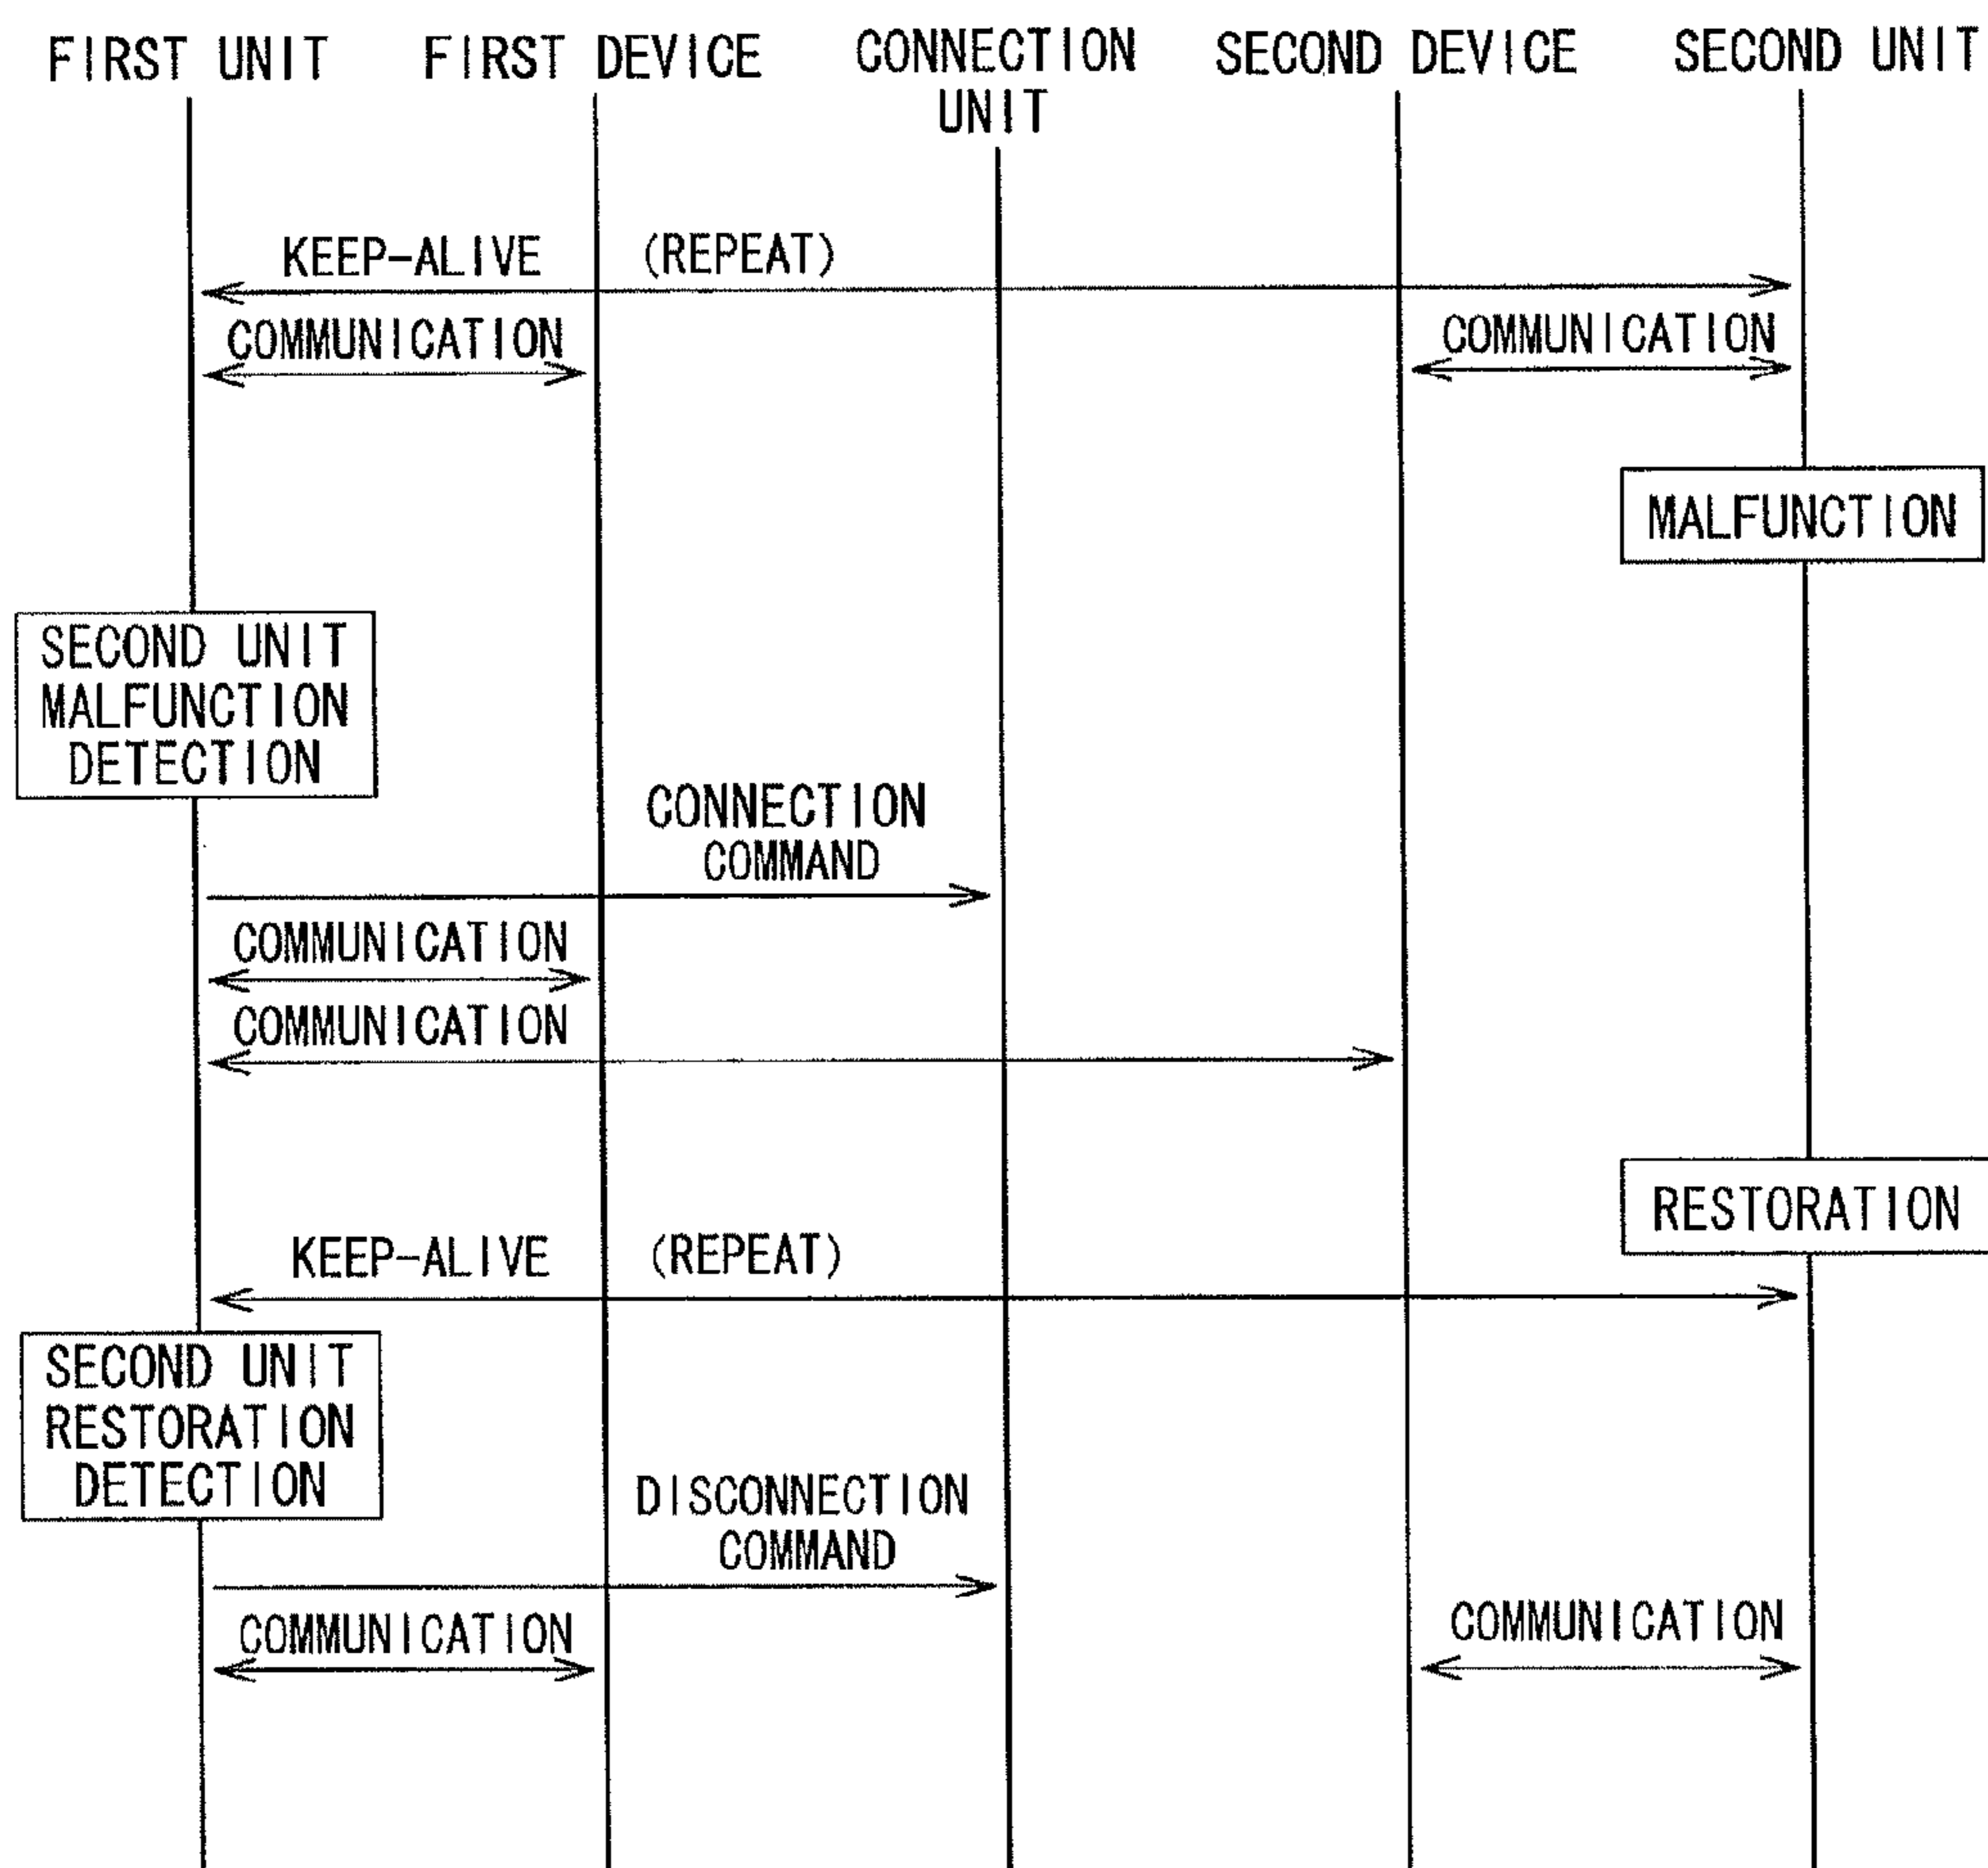 FIRST UNIT
FIRST DEVICE
CONNECTION
UNIT
SECOND DEVICE
SECOND UNIT
KEEP-ALIVE (REPEAT)
COMMUNICATION
COMMUNICATION
MALFUNCTION
SECOND UNIT
MALFUNCTION
DETECTION
CONNECTION
COMMAND
COMMUNICATION
COMMUNICATION
RESTORATION
KEEP-ALIVE (REPEAT)
SECOND UNIT
RESTORATION
DETECTION
DISCONNECTION
COMMAND
COMMUNICATION
COMMUNICATION